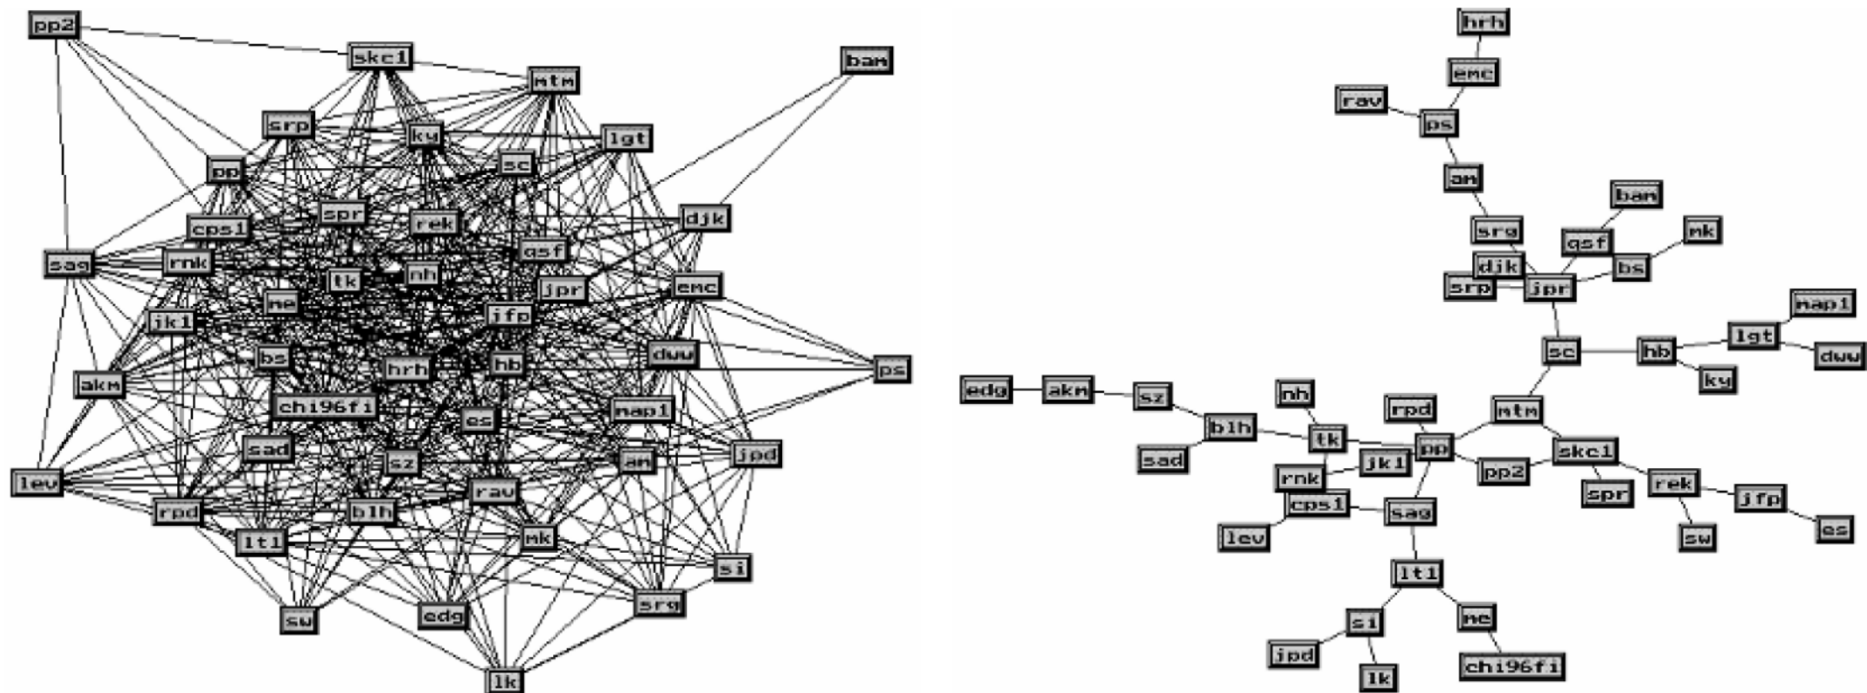 pp2
skc1
bam
mtm
srp
ky
lgt
sc
pp
spr
rek
djk
cps1
qsf
sag
rnk
tk
nh
jpr
emc
me
jfp
jk1
dww
bs
hrh
hb
ps
akm
chi96fi
es
map1
sad
sz
am
jpd
lev
rav
rpd
blh
lt1
mk
si
srg
sw
edg
lk
hrh
emc
rav
ps
am
bam
srg
qsf
mk
djk
bs
srp
jpr
map1
lgt
sc
hb
dww
ky
edg
akm
sz
nh
rpd
mtm
blh
tk
pp
skc1
sad
jk1
pp2
rnk
rek
cps1
sag
spr
jfp
lev
sw
es
lt1
si
me
jpd
lk
chi96fi